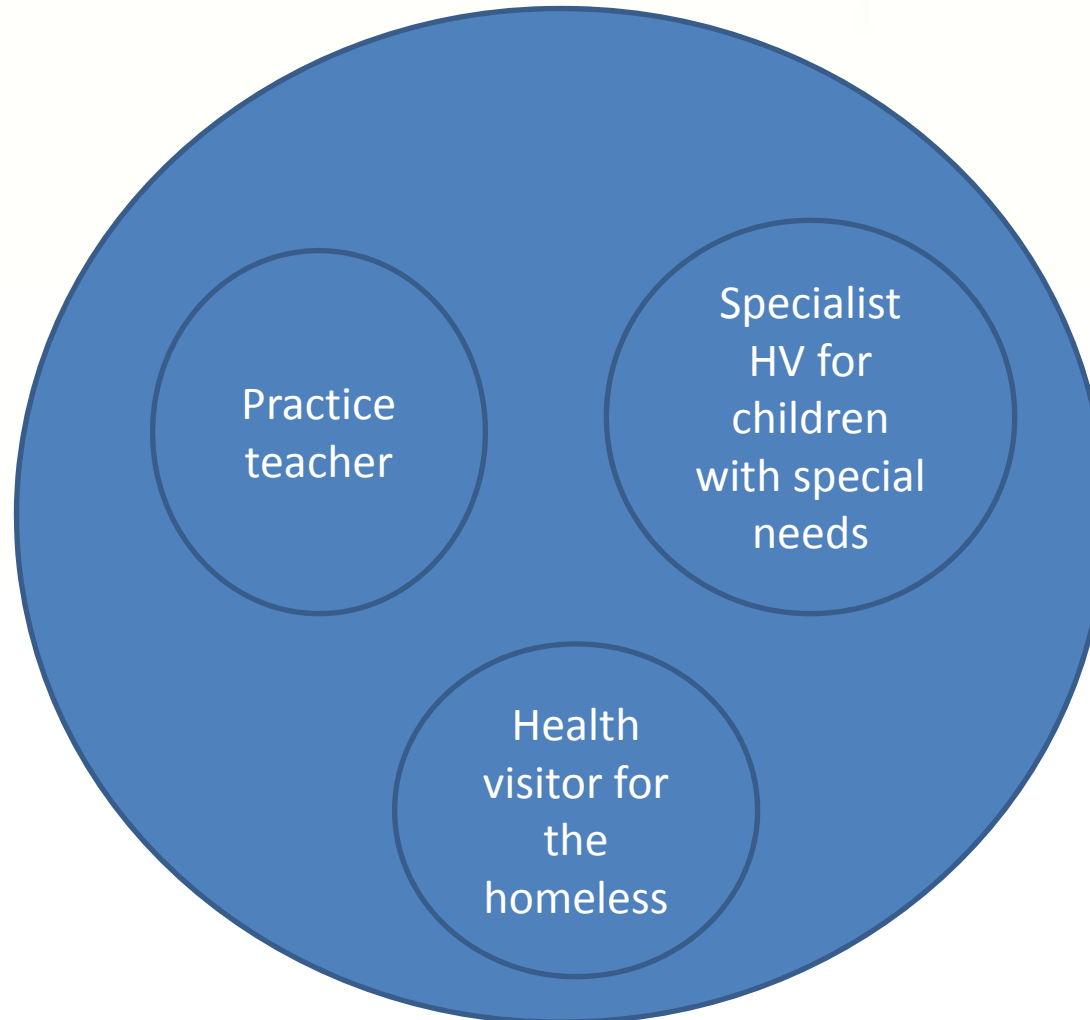 Practice
teacher
Specialist
HV for
children
with special
needs
Health
visitor for
the
homeless